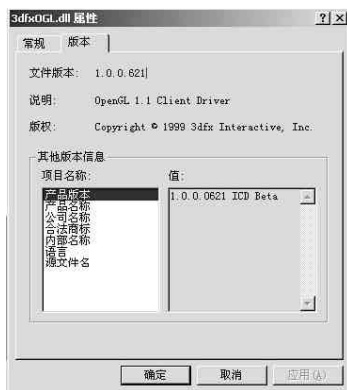 3dfxOGL.dll 属性
常规 版本
文件版本: 1.0.0.621
说明: OpenGL 1.1 Client Driver
版权: Copyright © 1999 3dfx Interactive, Inc.
其他版本信息
项目名称: 值:
产品版本 1.0.0.0621 ICD Beta
产品名称
公司名称
合法商标
内部名称
语言
源文件名
确定 取消 应用(A)